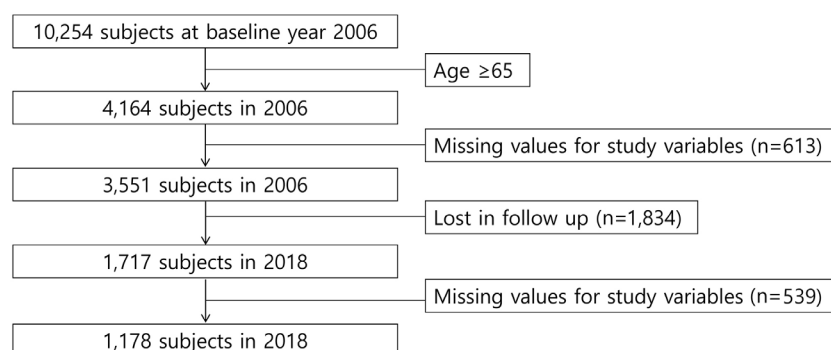 10,254 subjects at baseline year 2006
Age ≥65
4,164 subjects in 2006
Missing values for study variables (n=613)
3,551 subjects in 2006
Lost in follow up (n=1,834)
1,717 subjects in 2018
Missing values for study variables (n=539)
1,178 subjects in 2018